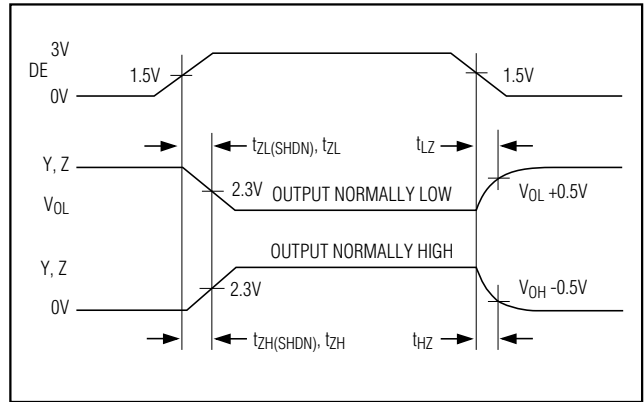 3V
DE
1.5V
1.5V
0V
tZL(SHDN), tZL
tLZ
Y, Z
2.3V
OUTPUT NORMALLY LOW
VOL +0.5V
VOL
OUTPUT NORMALLY HIGH
Y, Z
2.3V
VOH -0.5V
0V
tZH(SHDN), tZH
tHZ